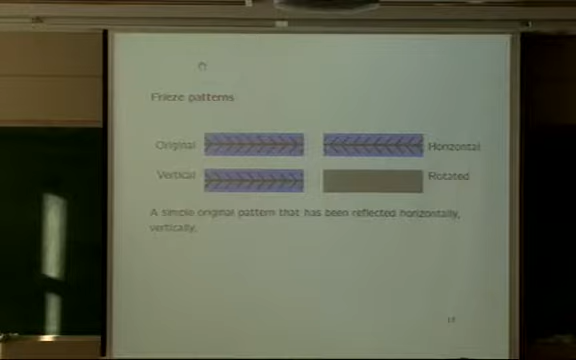 Frieze patterns
Original
Horizontal
Vertical
Rotated
A simple original pattern that has been reflected horizontally,
vertically.